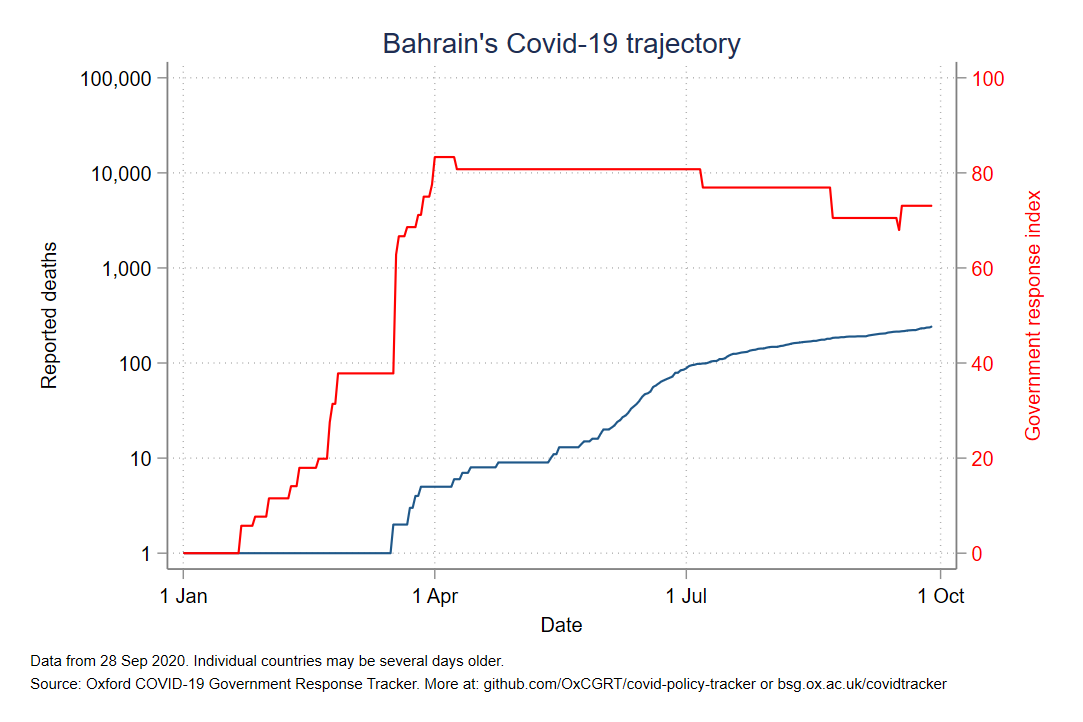 Bahrain's Covid-19 trajectory
100,000
10,000
1,000
100
10
1
Reported deaths
100
80
60
40
20
0
Government response index
1 Jan
1 Apr
1 Jul
1 Oct
Date
Data from 28 Sep 2020. Individual countries may be several days older.
Source: Oxford COVID-19 Government Response Tracker. More at: github.com/OxCGRT/covid-policy-tracker or bsg.ox.ac.uk/covidtracker